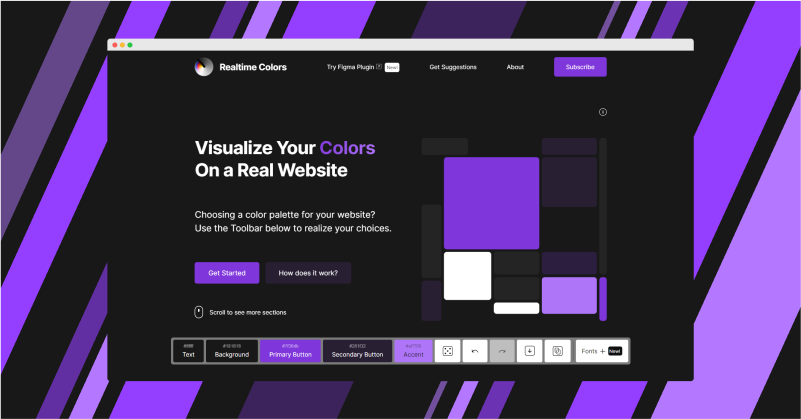 Realtime Colors
Try Figma Plugin New!
Get Suggestions
About
Subscribe
Visualize Your Colors
On a Real Website
Choosing a color palette for your website?
Use the Toolbar below to realize your choices.
Get Started
How does it work?
Scroll to see more sections
Text
Background
Primary Button
Secondary Button
Accent
Fonts + New!